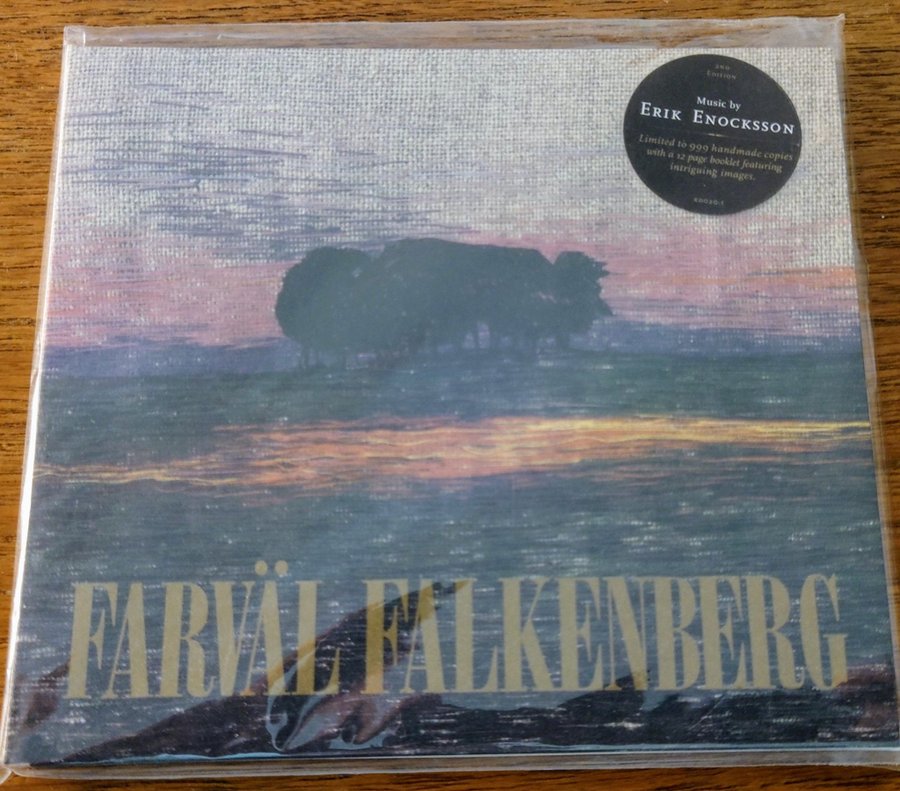 2nd
Edition
Music by
Erik Enocksson
Limited to 999 handmade copies
with a 12 page booklet featuring
intriguing images.
FARVÄL FALKENBERG